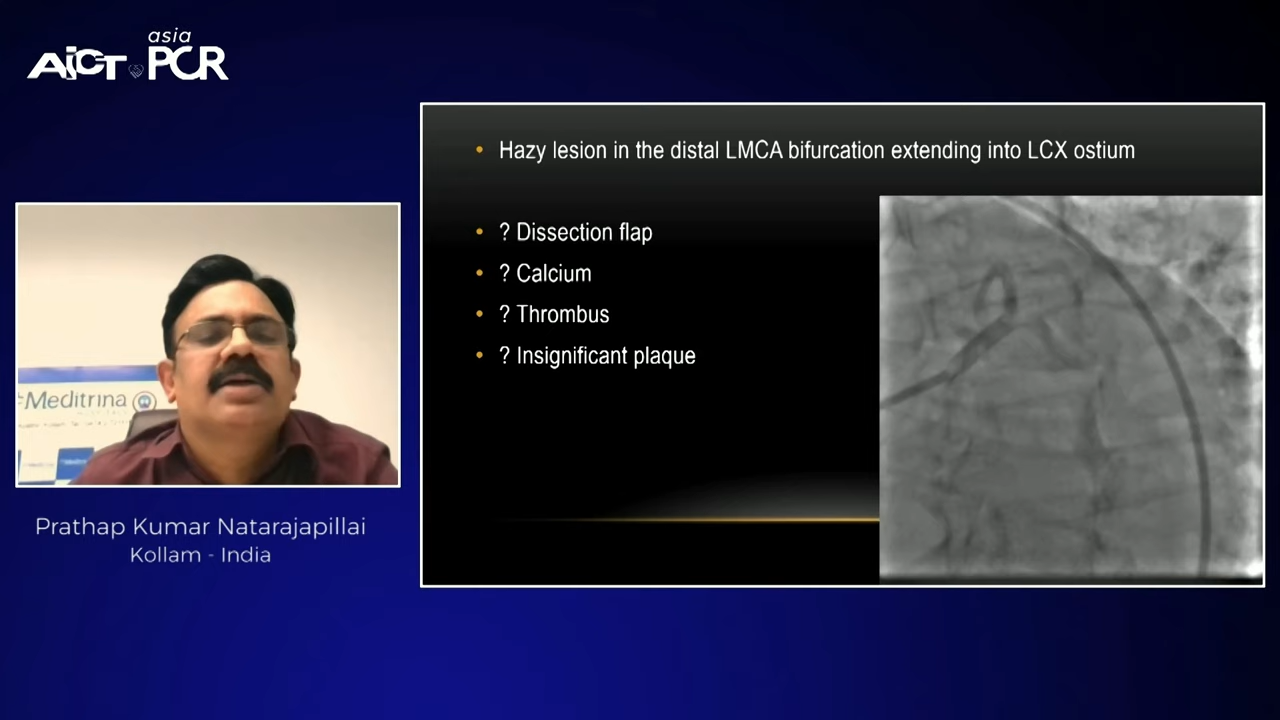 asia
AICT PCR
• Hazy lesion in the distal LMCA bifurcation extending into LCX ostium
• ? Dissection flap
• ? Calcium
• ? Thrombus
• ? Insignificant plaque
Meditrina
Prathap Kumar Natarajapillai
Kollam - India